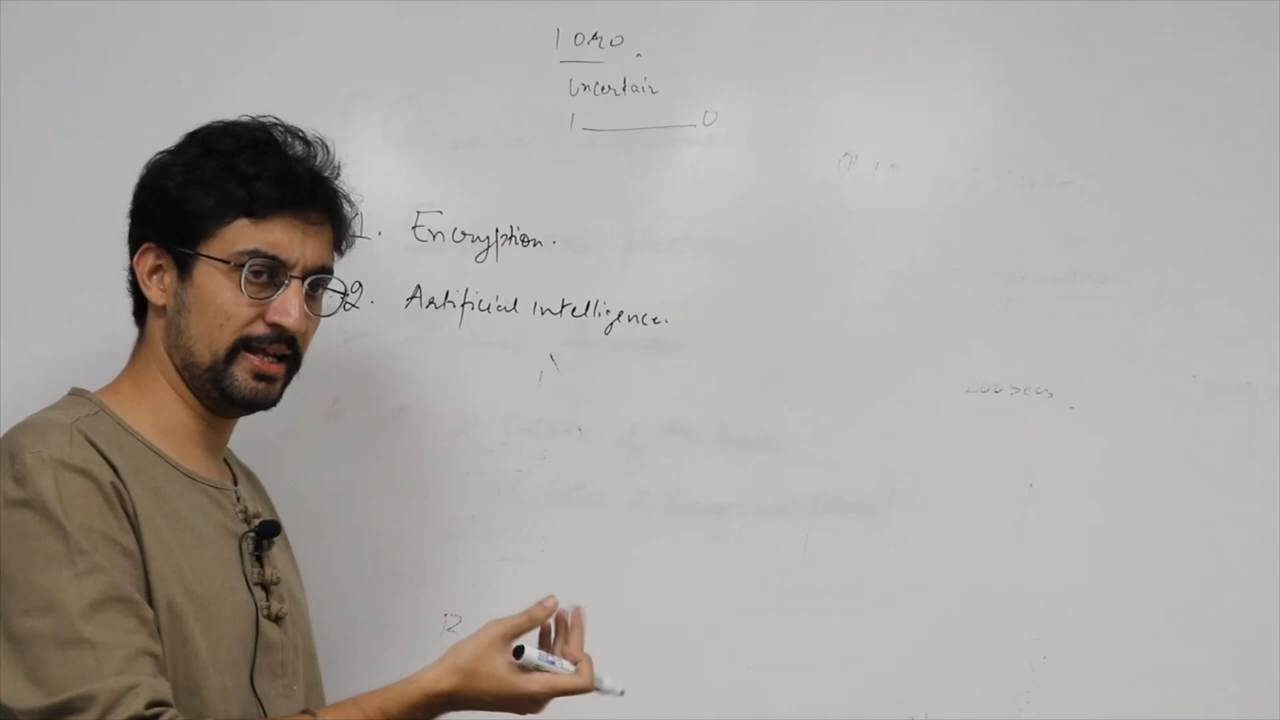 1 or 0.
Uncertain
1 0
1. Encryption.
2. Artificial Intelligence.